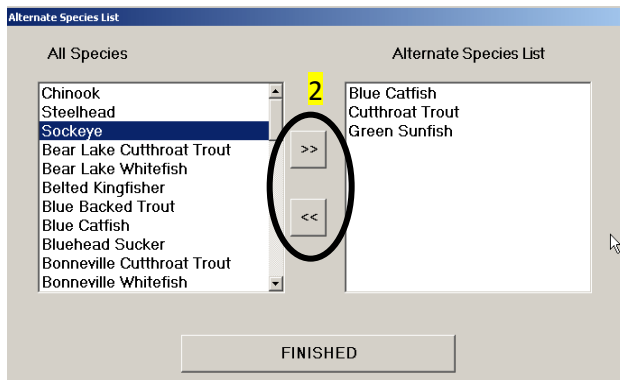 Alternate Species List
All Species
Alternate Species List
Chinook
Steelhead
Sockeye
Bear Lake Cutthroat Trout
Bear Lake Whitefish
Belted Kingfisher
Blue Backed Trout
Blue Catfish
Bluehead Sucker
Bonneville Cutthroat Trout
Bonneville Whitefish
2
>>
<<
Blue Catfish
Cutthroat Trout
Green Sunfish
FINISHED